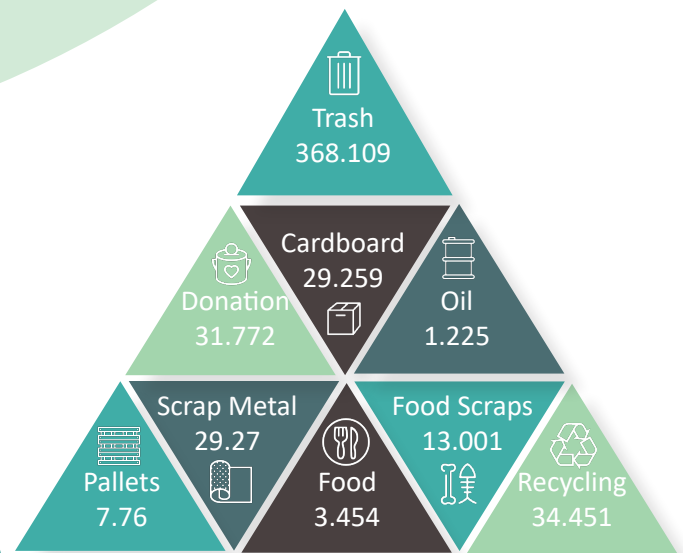 Trash
368.109
Cardboard
29.259
Donation
31.772
Oil
1.225
Scrap Metal
29.27
Food Scraps
13.001
Pallets
7.76
Food
3.454
Recycling
34.451